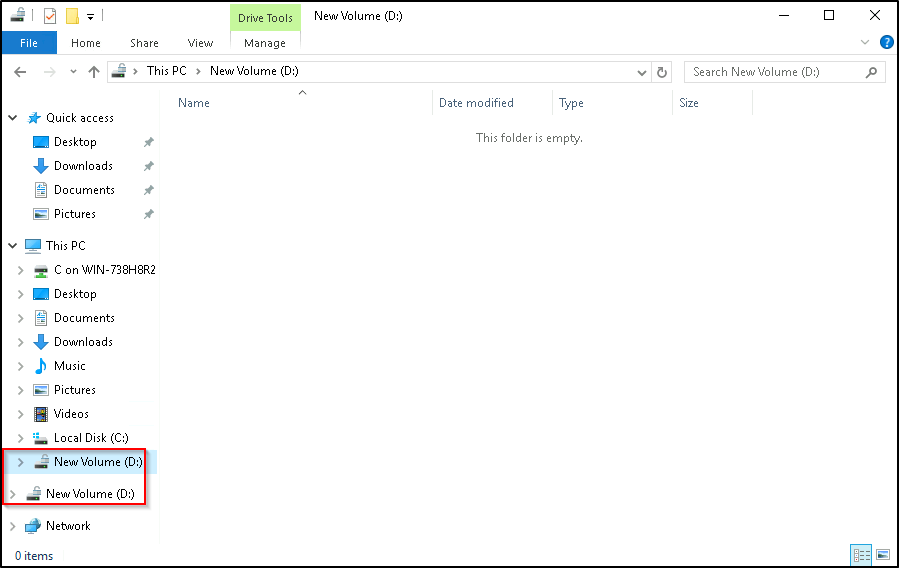 Drive Tools
New Volume (D:)
File
Home
Share
View
Manage
?
This PC
New Volume (D:)
Search New Volume (D:)
Name
Date modified
Type
Size
This folder is empty.
Quick access
Desktop
Downloads
Documents
Pictures
This PC
C on WIN-738H8R2
Desktop
Documents
Downloads
Music
Pictures
Videos
Local Disk (C:)
New Volume (D:)
New Volume (D:)
Network
0 items